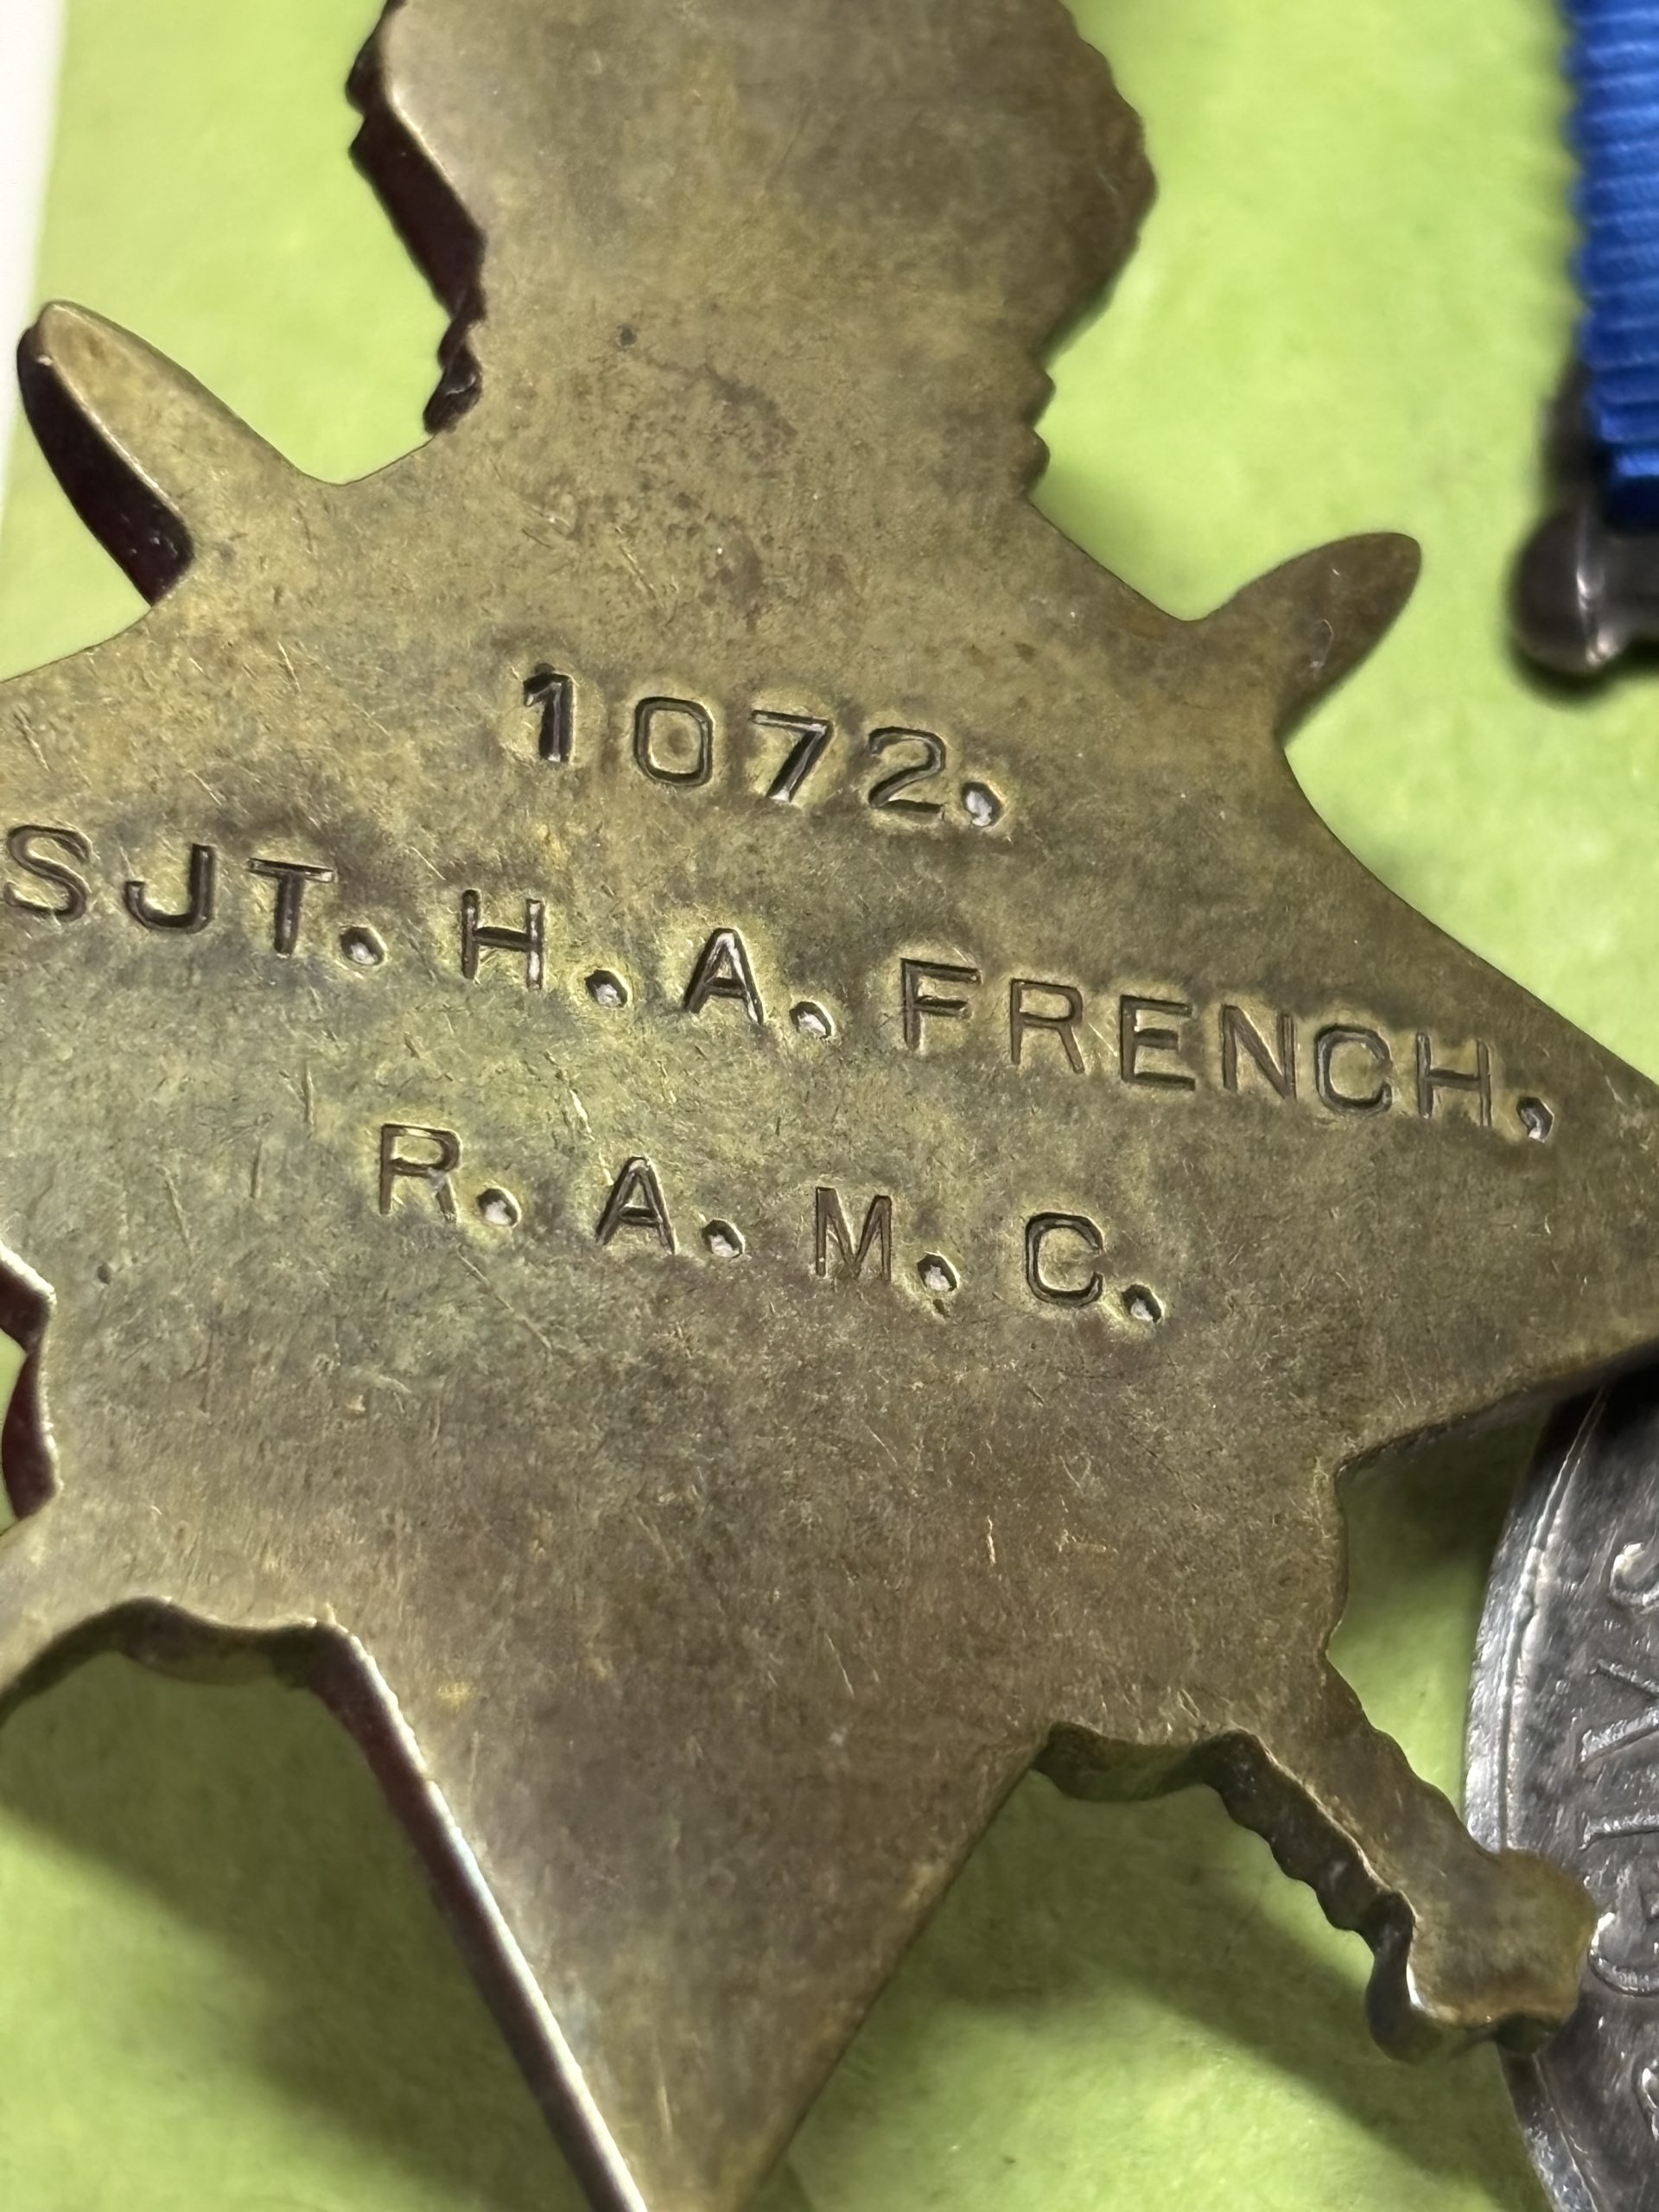 1072.
SJT. H. A. FRENCH.
R. A. M. C.